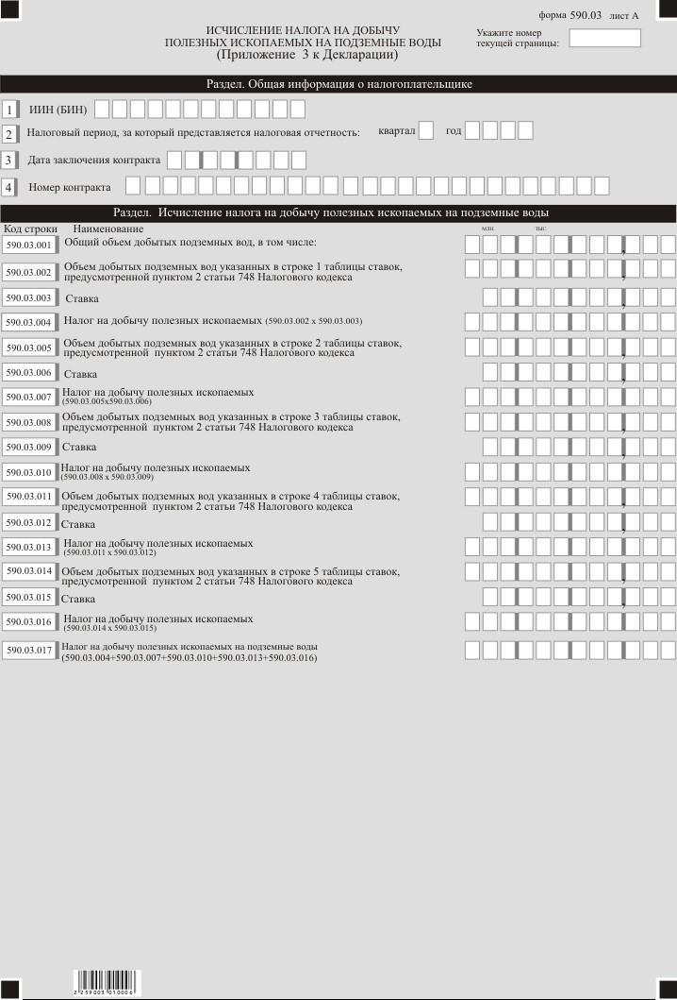 форма 590.03 лист А
ИСЧИСЛЕНИЕ НАЛОГА НА ДОБЫЧУ
ПОЛЕЗНЫХ ИСКОПАЕМЫХ НА ПОДЗЕМНЫЕ ВОДЫ
(Приложение 3 к Декларации)
Укажите номер
текущей страницы:
Раздел. Общая информация о налогоплательщике
1 ИИН (БИН)
2 Налоговый период, за который представляется налоговая отчетность: квартал год
3 Дата заключения контракта
4 Номер контракта
Раздел. Исчисление налога на добычу полезных ископаемых на подземные воды
Код строки Наименование млн. тыс.
590.03.001 Общий объем добытых подземных вод, в том числе: ,
590.03.002 Объем добытых подземных вод указанных в строке 1 таблицы ставок,
предусмотренной пунктом 2 статьи 748 Налогового кодекса ,
590.03.003 Ставка ,
590.03.004 Налог на добычу полезных ископаемых (590.03.002 х 590.03.003)
590.03.005 Объем добытых подземных вод указанных в строке 2 таблицы ставок,
предусмотренной пунктом 2 статьи 748 Налогового кодекса ,
590.03.006 Ставка ,
590.03.007 Налог на добычу полезных ископаемых
(590.03.005х590.03.006)
590.03.008 Объем добытых подземных вод указанных в строке 3 таблицы ставок,
предусмотренной пунктом 2 статьи 748 Налогового кодекса ,
590.03.009 Ставка ,
590.03.010 Налог на добычу полезных ископаемых
(590.03.008 х 590.03.009)
590.03.011 Объем добытых подземных вод указанных в строке 4 таблицы ставок,
предусмотренной пунктом 2 статьи 748 Налогового кодекса ,
590.03.012 Ставка ,
590.03.013 Налог на добычу полезных ископаемых
(590.03.011 х 590.03.012)
590.03.014 Объем добытых подземных вод указанных в строке 5 таблицы ставок,
предусмотренной пунктом 2 статьи 748 Налогового кодекса ,
590.03.015 Ставка ,
590.03.016 Налог на добычу полезных ископаемых
(590.03.014 х 590.03.015)
590.03.017 Налог на добычу полезных ископаемых на подземные воды
(590.03.004+590.03.007+590.03.010+590.03.013+590.03.016)
2 259003 010006